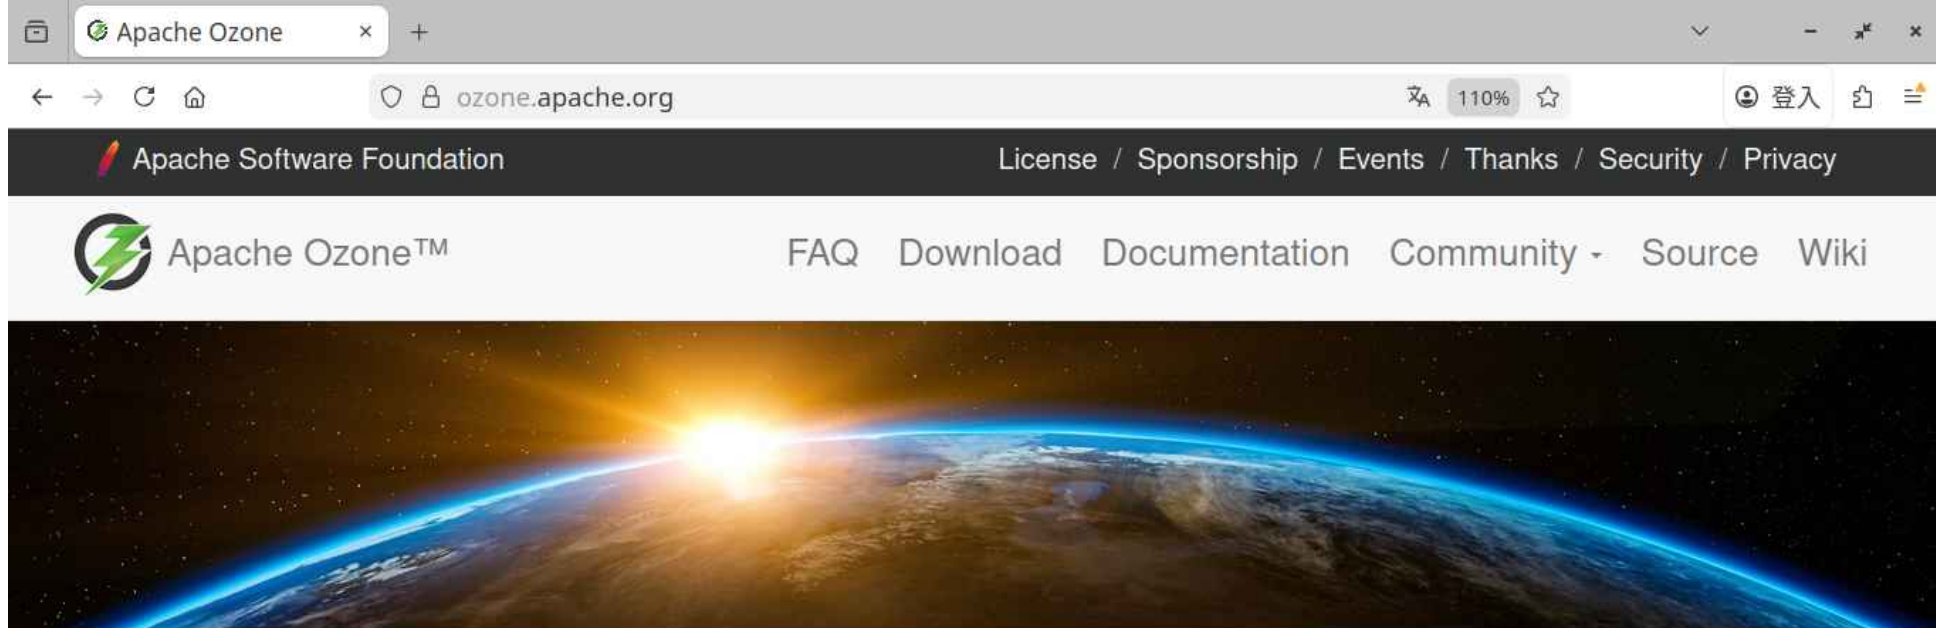 Apache Ozone
ozone.apache.org 110% 登入
Apache Software Foundation License / Sponsorship / Events / Thanks / Security / Privacy
Apache Ozone™ FAQ Download Documentation Community Source Wiki